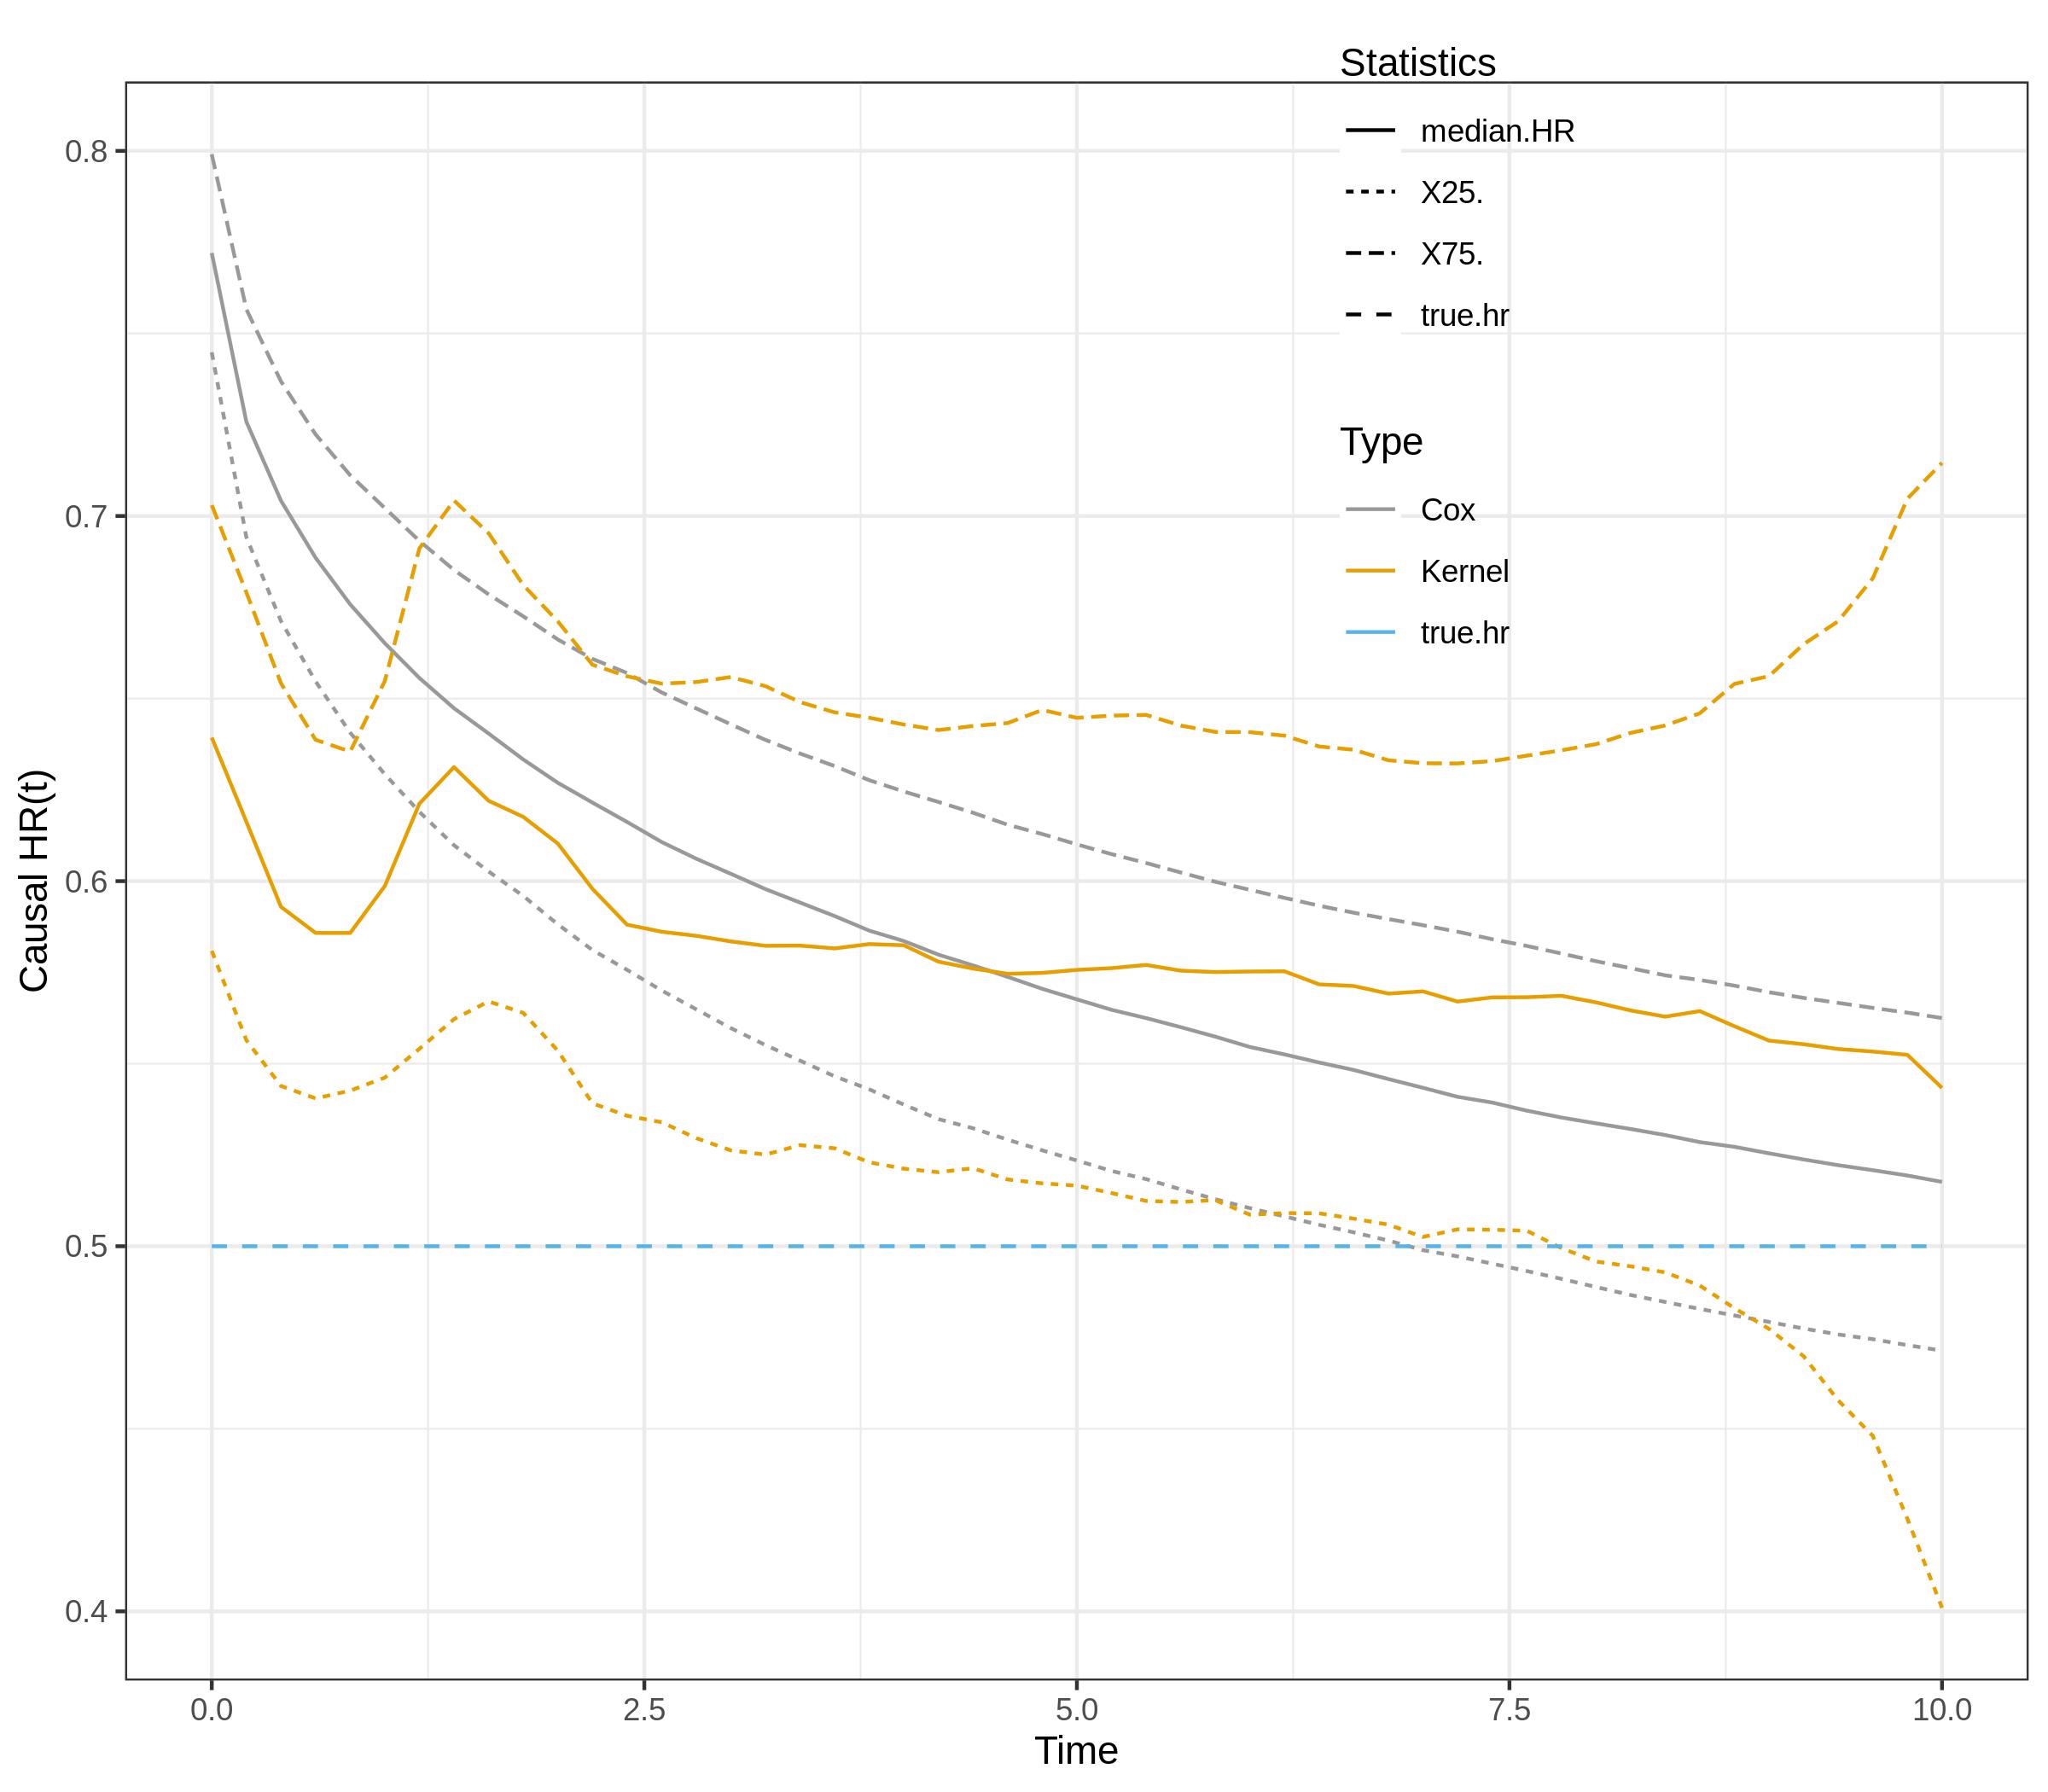 Statistics
median.HR
X25.
X75.
true.hr
Type
Cox
Kernel
true.hr
Causal HR(t)
0.8
0.7
0.6
0.5
0.4
0.0 2.5 5.0 7.5 10.0
Time